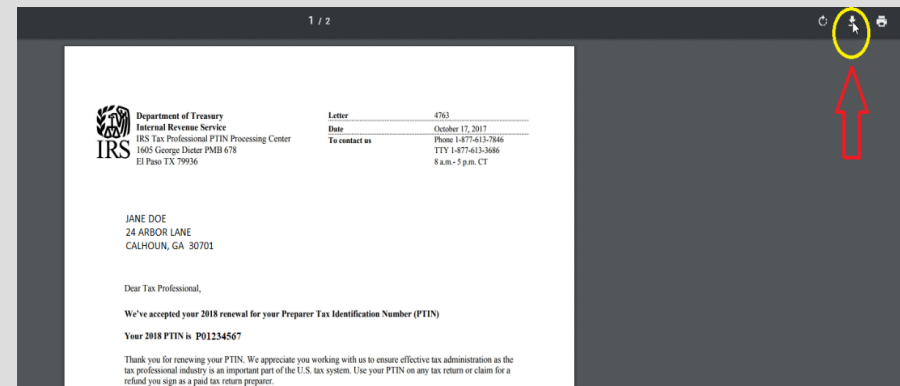 1 / 2
Department of Treasury
Internal Revenue Service
IRS Tax Professional PTIN Processing Center
1605 George Dieter PMB 678
El Paso TX 79936
IRS
Letter 4763
Date October 17, 2017
To contact us Phone 1-877-613-7846
TTY 1-877-613-3686
8 a.m.- 5 p.m. CT
JANE DOE
24 ARBOR LANE
CALHOUN, GA 30701
Dear Tax Professional,
We've accepted your 2018 renewal for your Preparer Tax Identification Number (PTIN)
Your 2018 PTIN is P01234567
Thank you for renewing your PTIN. We appreciate you working with us to ensure effective tax administration as the
tax professional industry is an important part of the U.S. tax system. Use your PTIN on any tax return or claim for a
refund you sign as a paid tax return preparer.